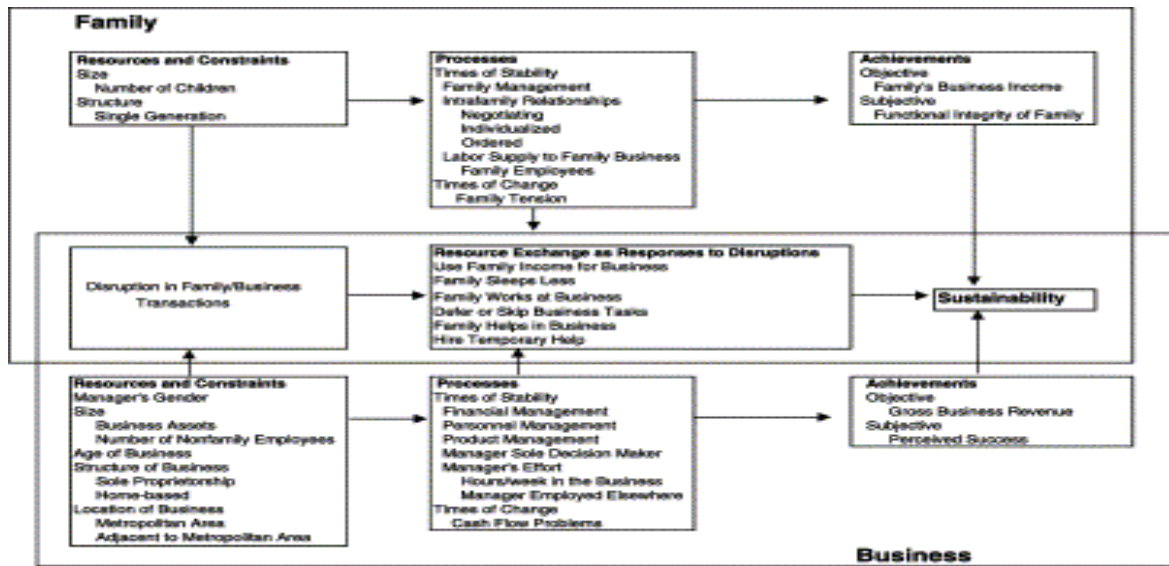 Family
Resources and Constraints
Size
Number of Children
Structure
Single Generation
Processes
Times of Stability
Family Management
Intrafamily Relationships
Negotiating
Individualized
Ordered
Labor Supply to Family Business
Family Employees
Times of Change
Family Tension
Achievements
Objective
Family's Business Income
Subjective
Functional Integrity of Family
Disruption in Family/Business
Transactions
Resource Exchange as Responses to Disruptions
Use Family Income for Business
Family Sleeps Less
Family Works at Business
Defer or Skip Business Tasks
Family Helps in Business
Hire Temporary Help
Sustainability
Resources and Constraints
Manager's Gender
Size
Business Assets
Number of Nonfamily Employees
Age of Business
Structure of Business
Sole Proprietorship
Home-based
Location of Business
Metropolitan Area
Adjacent to Metropolitan Area
Processes
Times of Stability
Financial Management
Personnel Management
Product Management
Manager Sole Decision Maker
Manager's Effort
Hours/week in the Business
Manager Employed Elsewhere
Times of Change
Cash Flow Problems
Achievements
Objective
Gross Business Revenue
Subjective
Perceived Success
Business